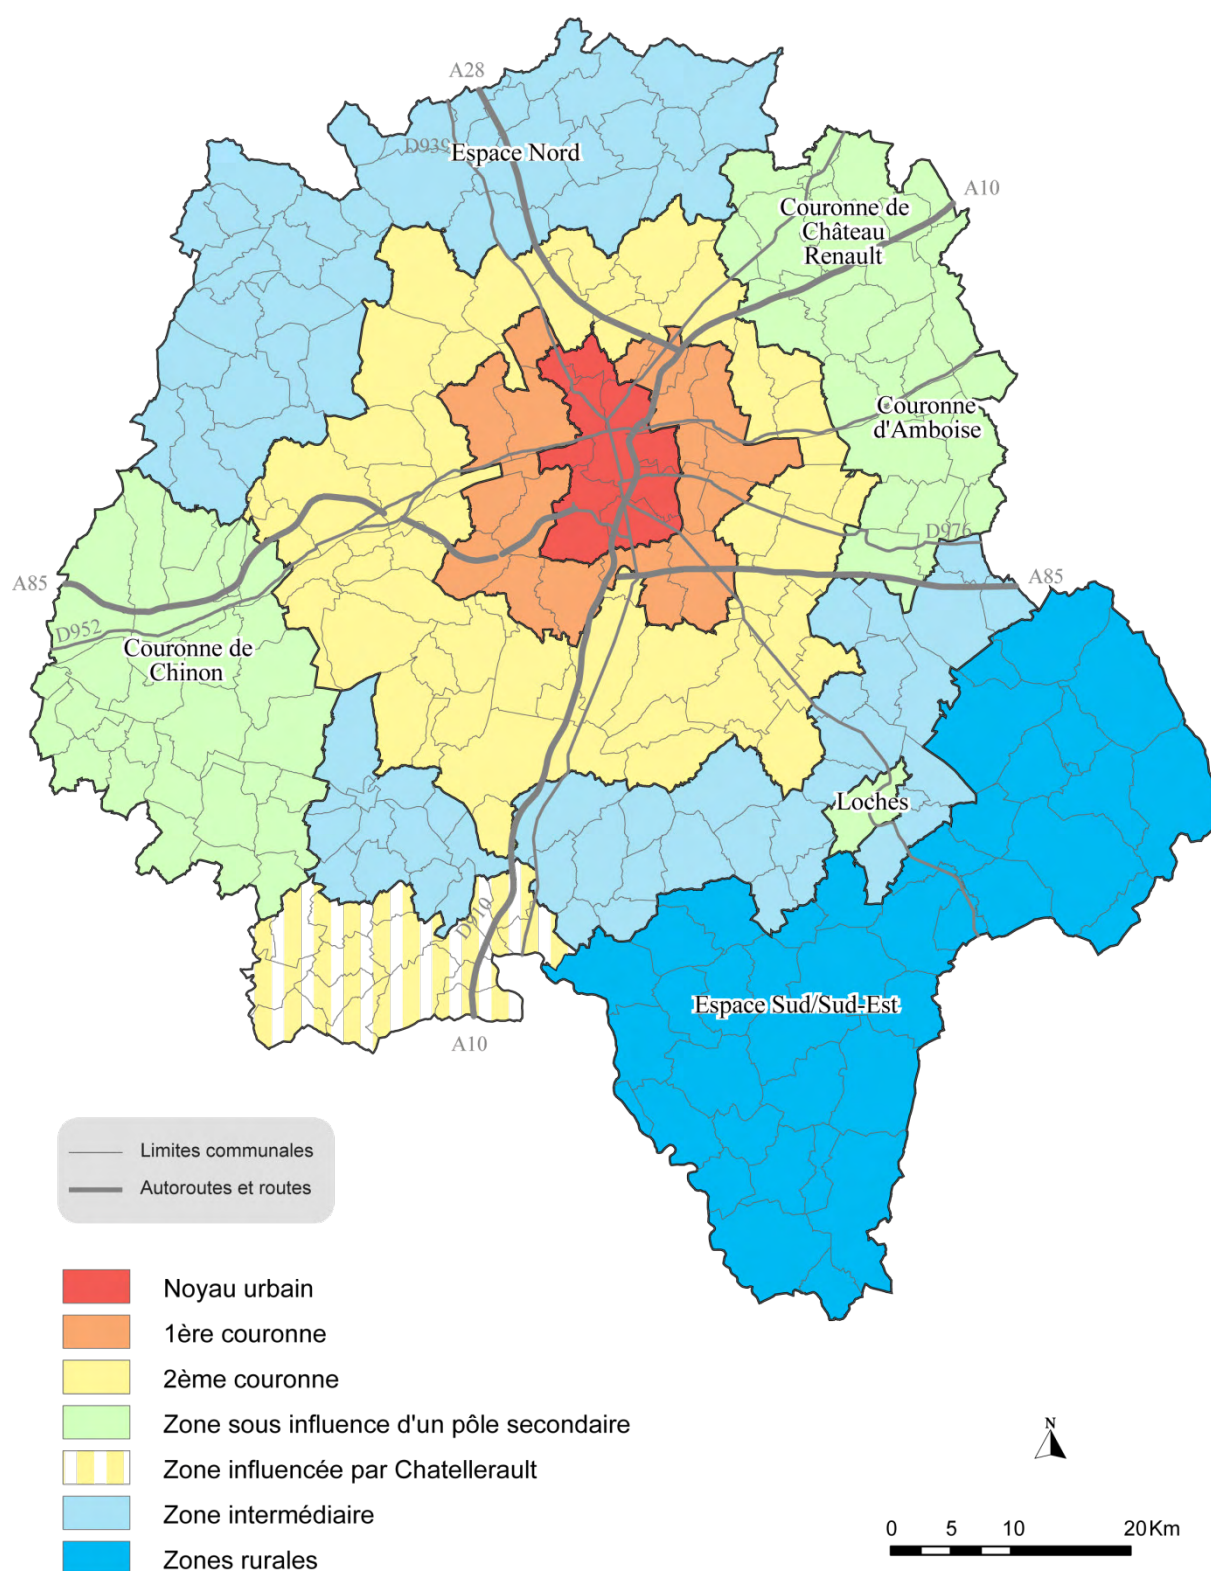 A28
D939
Espace Nord
A10
Couronne de
Château
Renault
Couronne
d'Amboise
D976
A85
A85
D952
Couronne de
Chinon
Loches
D910
Espace Sud/Sud-Est
A10
Limites communales
Autoroutes et routes
Noyau urbain
1ère couronne
2ème couronne
Zone sous influence d'un pôle secondaire
Zone influencée par Chatellerault
Zone intermédiaire
Zones rurales
N
0 5 10 20 Km